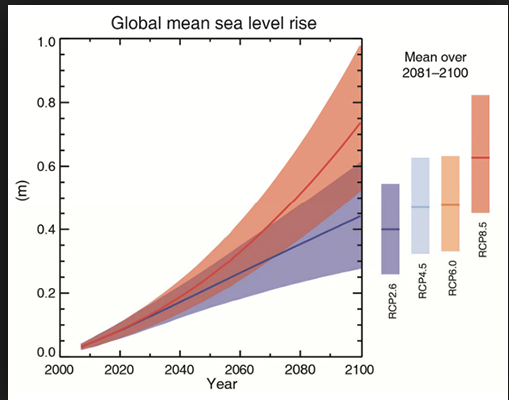 Global mean sea level rise
1.0
0.8
0.6
0.4
0.2
0.0
(m)
2000 2020 2040 2060 2080 2100
Year
Mean over
2081–2100
RCP2.6
RCP4.5
RCP6.0
RCP8.5